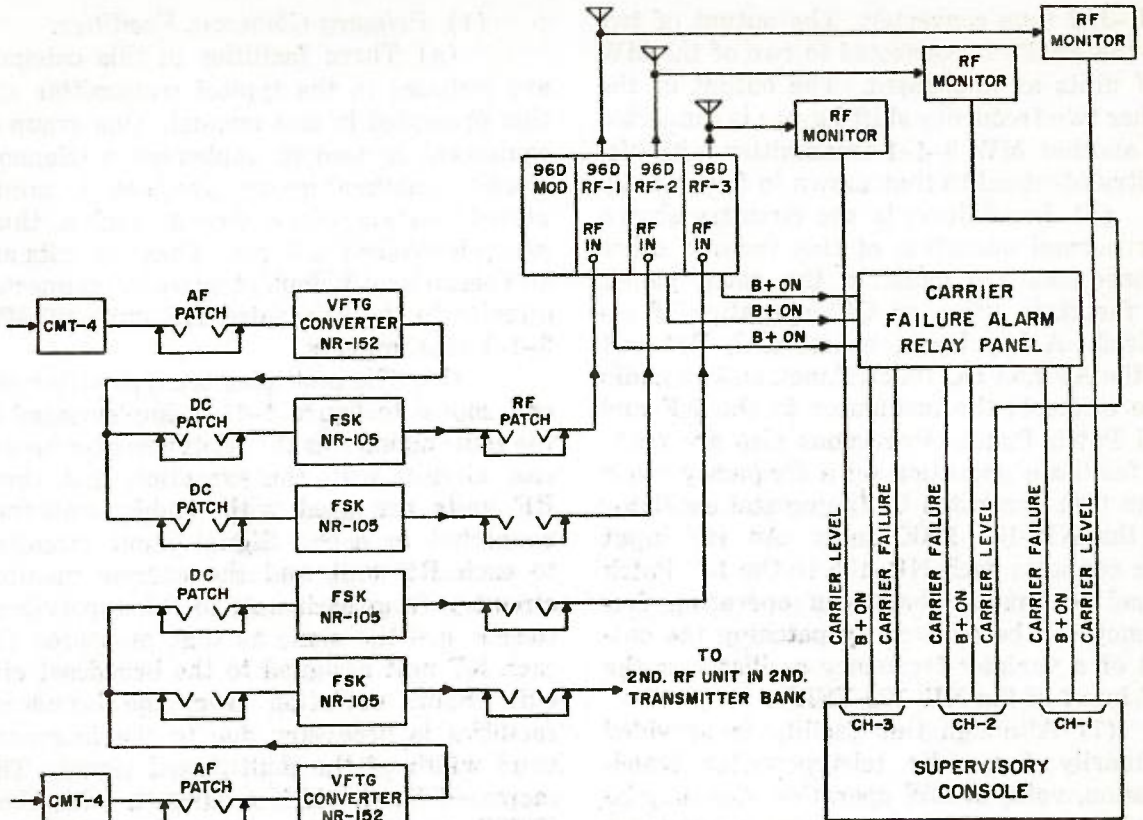 RF
MONITOR
RF
MONITOR
RF
MONITOR
96D
MOD
96D
RF-1
96D
RF-2
96D
RF-3
RF
IN
RF
IN
RF
IN
B+ ON
B+ ON
B+ ON
CARRIER
FAILURE ALARM
RELAY PANEL
CMT-4
AF
PATCH
VFTG
CONVERTER
NR-152
DC
PATCH
FSK
NR-105
RF
PATCH
DC
PATCH
FSK
NR-105
DC
PATCH
FSK
NR-105
FSK
NR-105
TO
2ND. RF UNIT IN 2ND.
TRANSMITTER BANK
CMT-4
AF
PATCH
VFTG
CONVERTER
NR-152
CARRIER LEVEL
B+ ON
CARRIER FAILURE
CARRIER FAILURE
B+ ON
CARRIER LEVEL
CARRIER FAILURE
B+ ON
CARRIER LEVEL
CH-3
CH-2
CH-1
SUPERVISORY
CONSOLE